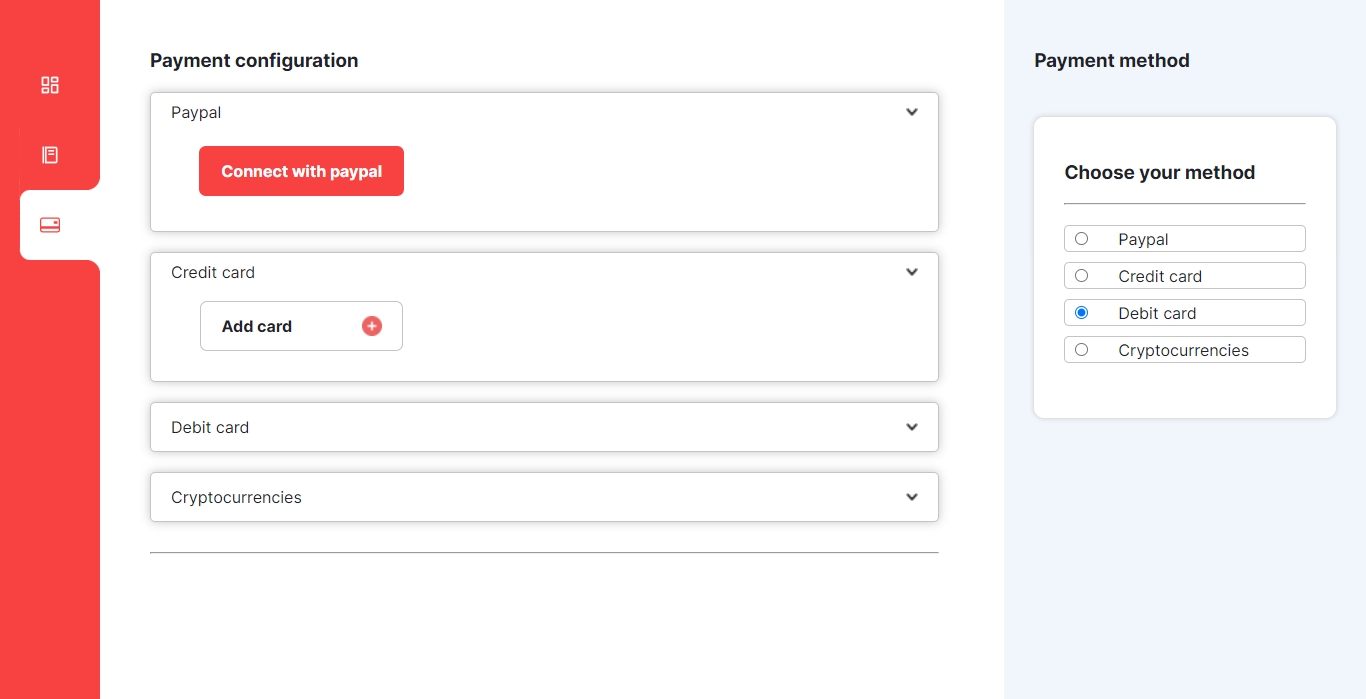 Payment configuration
Paypal
Connect with paypal
Credit card
Add card
Debit card
Cryptocurrencies
Payment method
Choose your method
Paypal
Credit card
Debit card
Cryptocurrencies